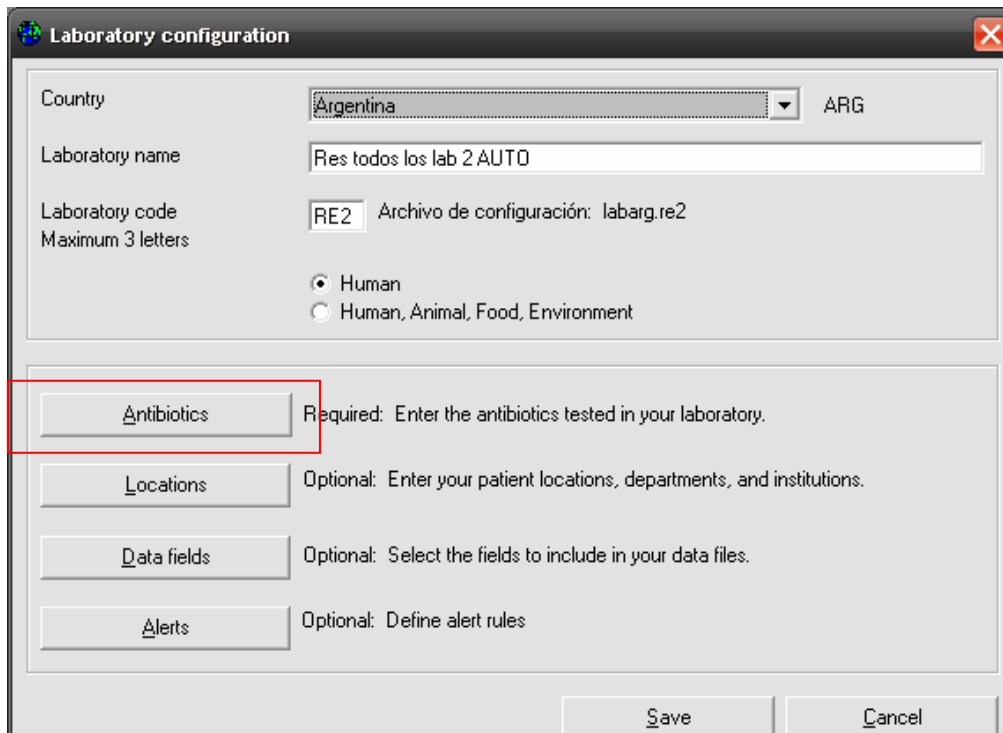 Laboratory configuration
Country
Argentina
ARG
Laboratory name
Res todos los lab 2 AUTO
Laboratory code
Maximum 3 letters
RE2
Archivo de configuración: labarg.re2
Human
Human, Animal, Food, Environment
Antibiotics
Required: Enter the antibiotics tested in your laboratory.
Locations
Optional: Enter your patient locations, departments, and institutions.
Data fields
Optional: Select the fields to include in your data files.
Alerts
Optional: Define alert rules
Save
Cancel